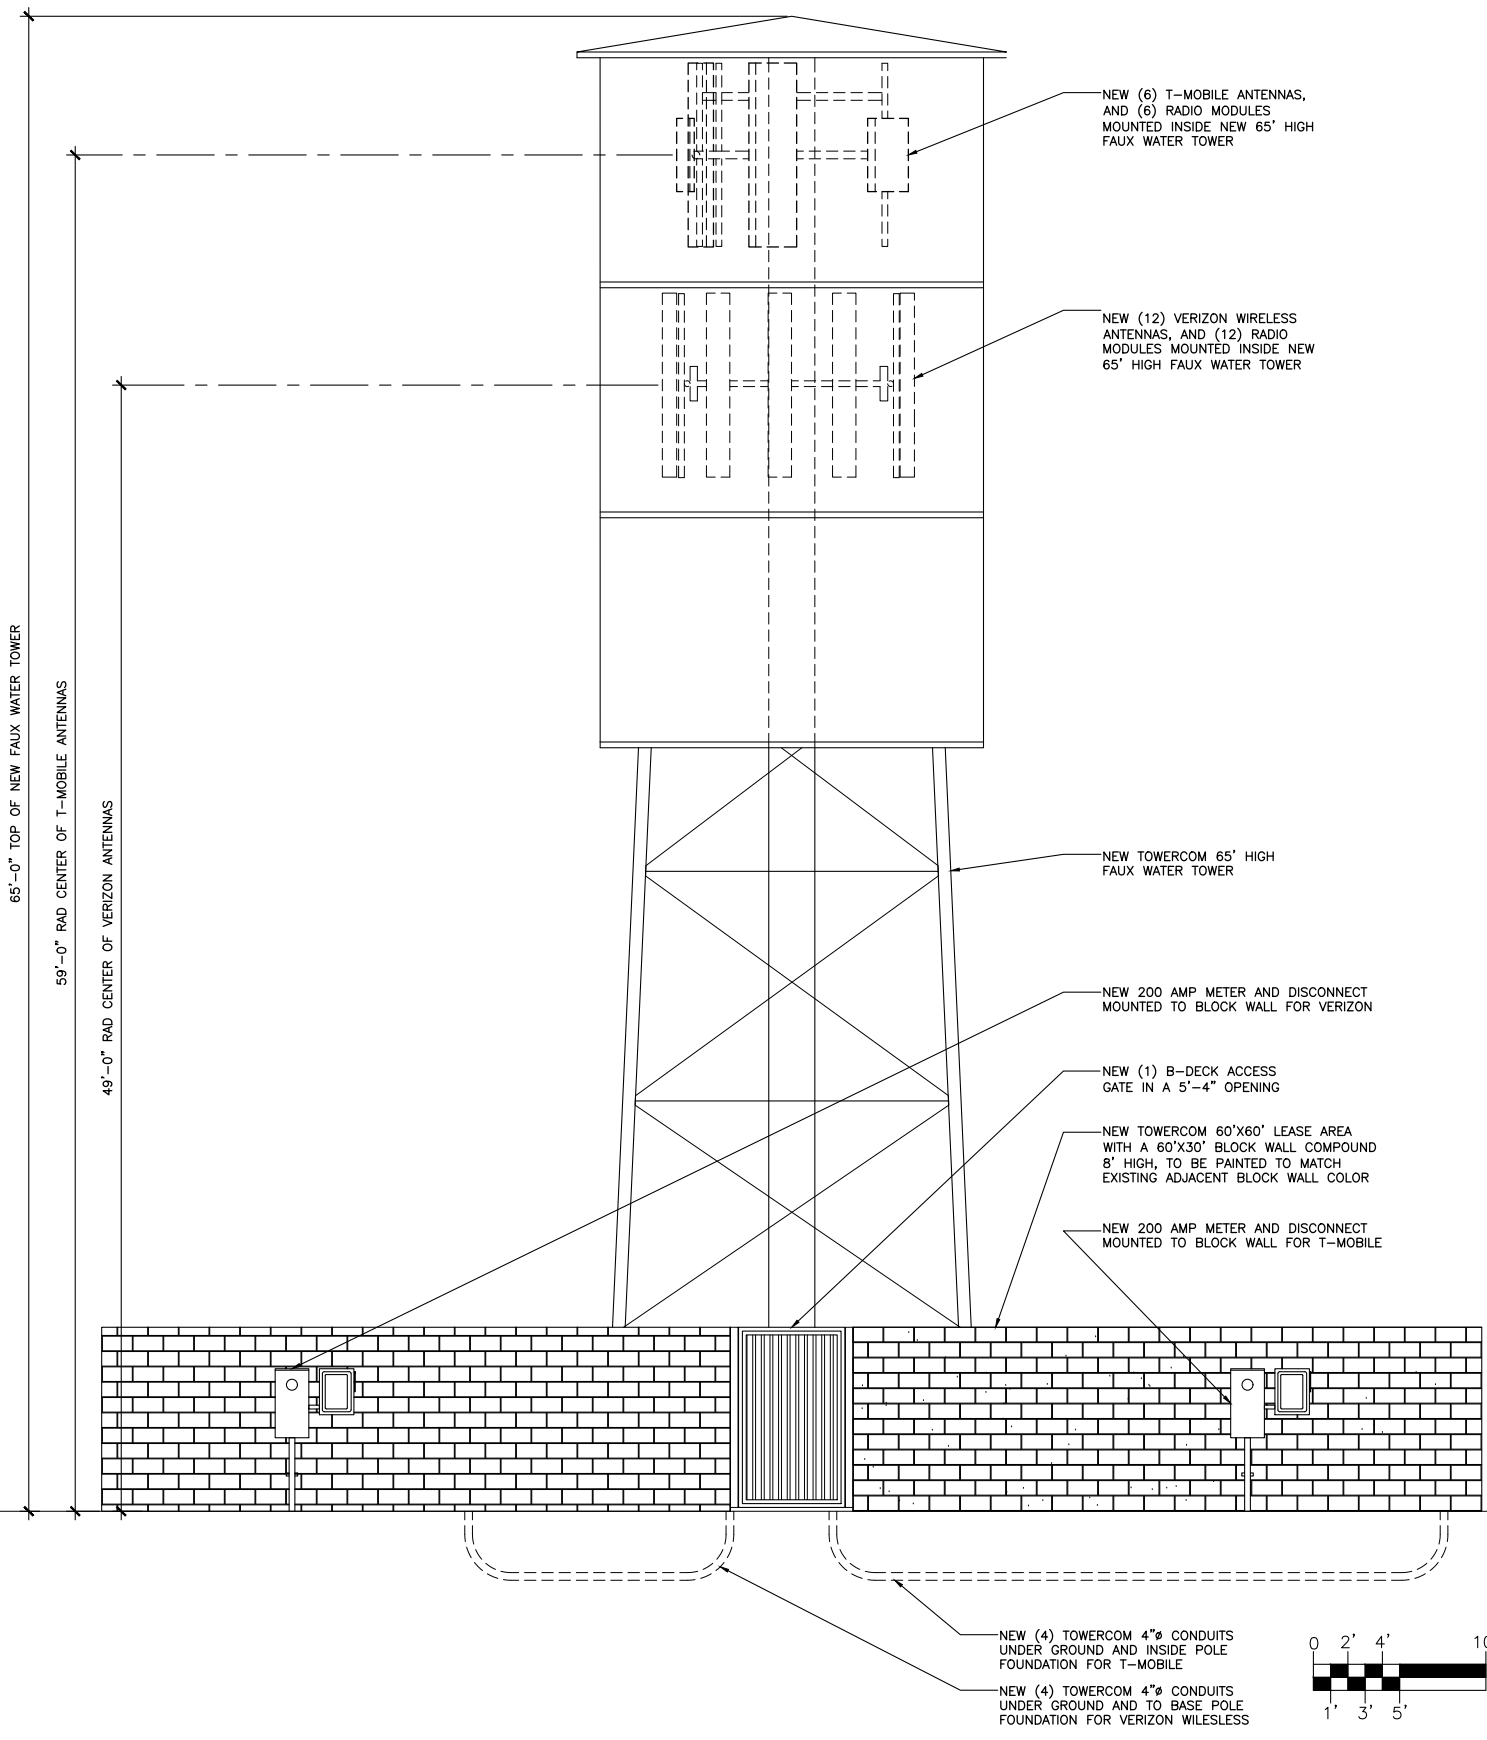 NEW (6) T-MOBILE ANTENNAS,
AND (6) RADIO MODULES
MOUNTED INSIDE NEW 65' HIGH
FAUX WATER TOWER
NEW (12) VERIZON WIRELESS
ANTENNAS, AND (12) RADIO
MODULES MOUNTED INSIDE NEW
65' HIGH FAUX WATER TOWER
65'-0" TOP OF NEW FAUX WATER TOWER
59'-0" RAD CENTER OF T-MOBILE ANTENNAS
49'-0" RAD CENTER OF VERIZON ANTENNAS
NEW TOWERCOM 65' HIGH
FAUX WATER TOWER
NEW 200 AMP METER AND DISCONNECT
MOUNTED TO BLOCK WALL FOR VERIZON
NEW (1) B-DECK ACCESS
GATE IN A 5'-4" OPENING
NEW TOWERCOM 60'X60' LEASE AREA
WITH A 60'X30' BLOCK WALL COMPOUND
8' HIGH, TO BE PAINTED TO MATCH
EXISTING ADJACENT BLOCK WALL COLOR
NEW 200 AMP METER AND DISCONNECT
MOUNTED TO BLOCK WALL FOR T-MOBILE
NEW (4) TOWERCOM 4"ø CONDUITS
UNDER GROUND AND INSIDE POLE
FOUNDATION FOR T-MOBILE
NEW (4) TOWERCOM 4"ø CONDUITS
UNDER GROUND AND TO BASE POLE
FOUNDATION FOR VERIZON WILESLESS
0 2' 4' 10
1' 3' 5'